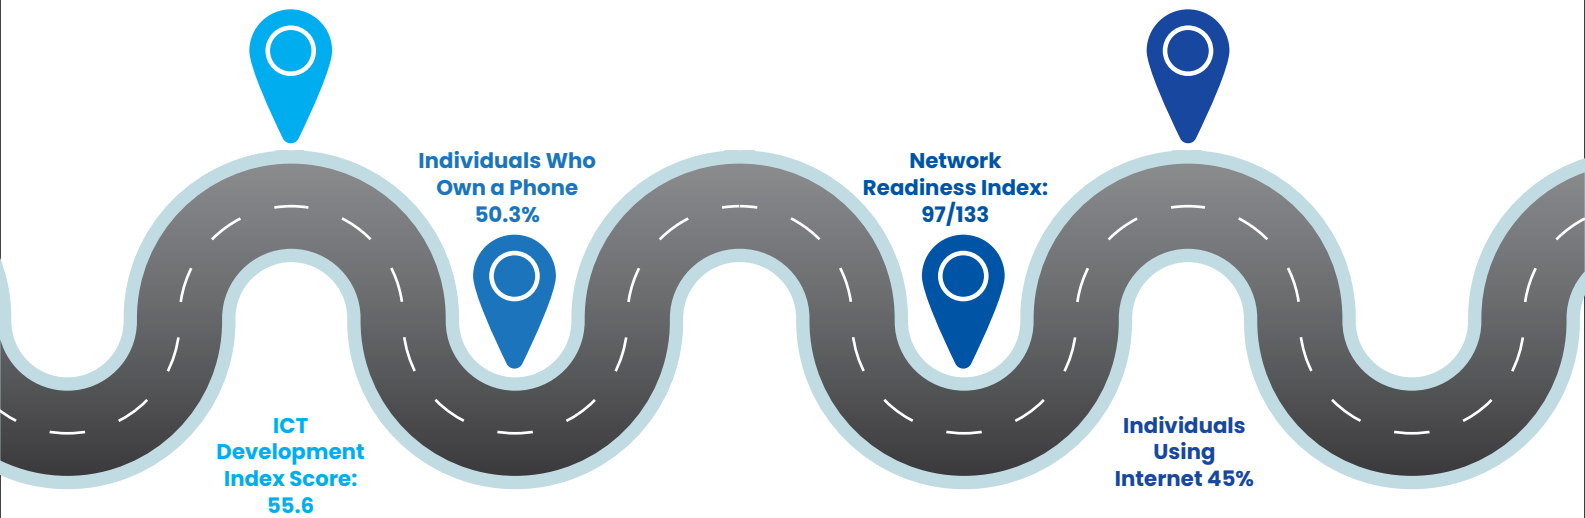 Individuals Who
Own a Phone
50.3%
Network
Readiness Index:
97/133
ICT
Development
Index Score:
55.6
Individuals
Using
Internet 45%